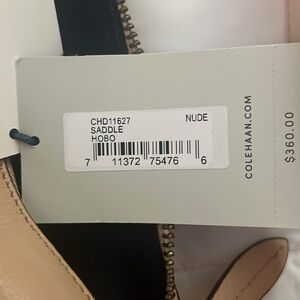 CHD11627 NUDE
SADDLE
HOBO
7 11372 75476 6
COLEHAAN.COM
$360.00